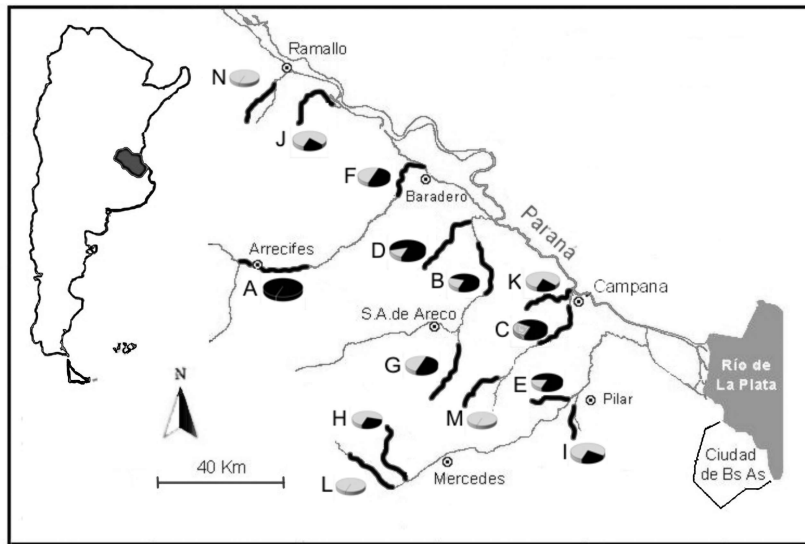 Ramallo
N
J
F
Baradero
Paraná
Arrecifes
D
A
B
K
Campana
S.A.de Areco
C
G
E
Río de
La Plata
N
H
M
Pilar
I
40 Km
Mercedes
L
Ciudad
de Bs As